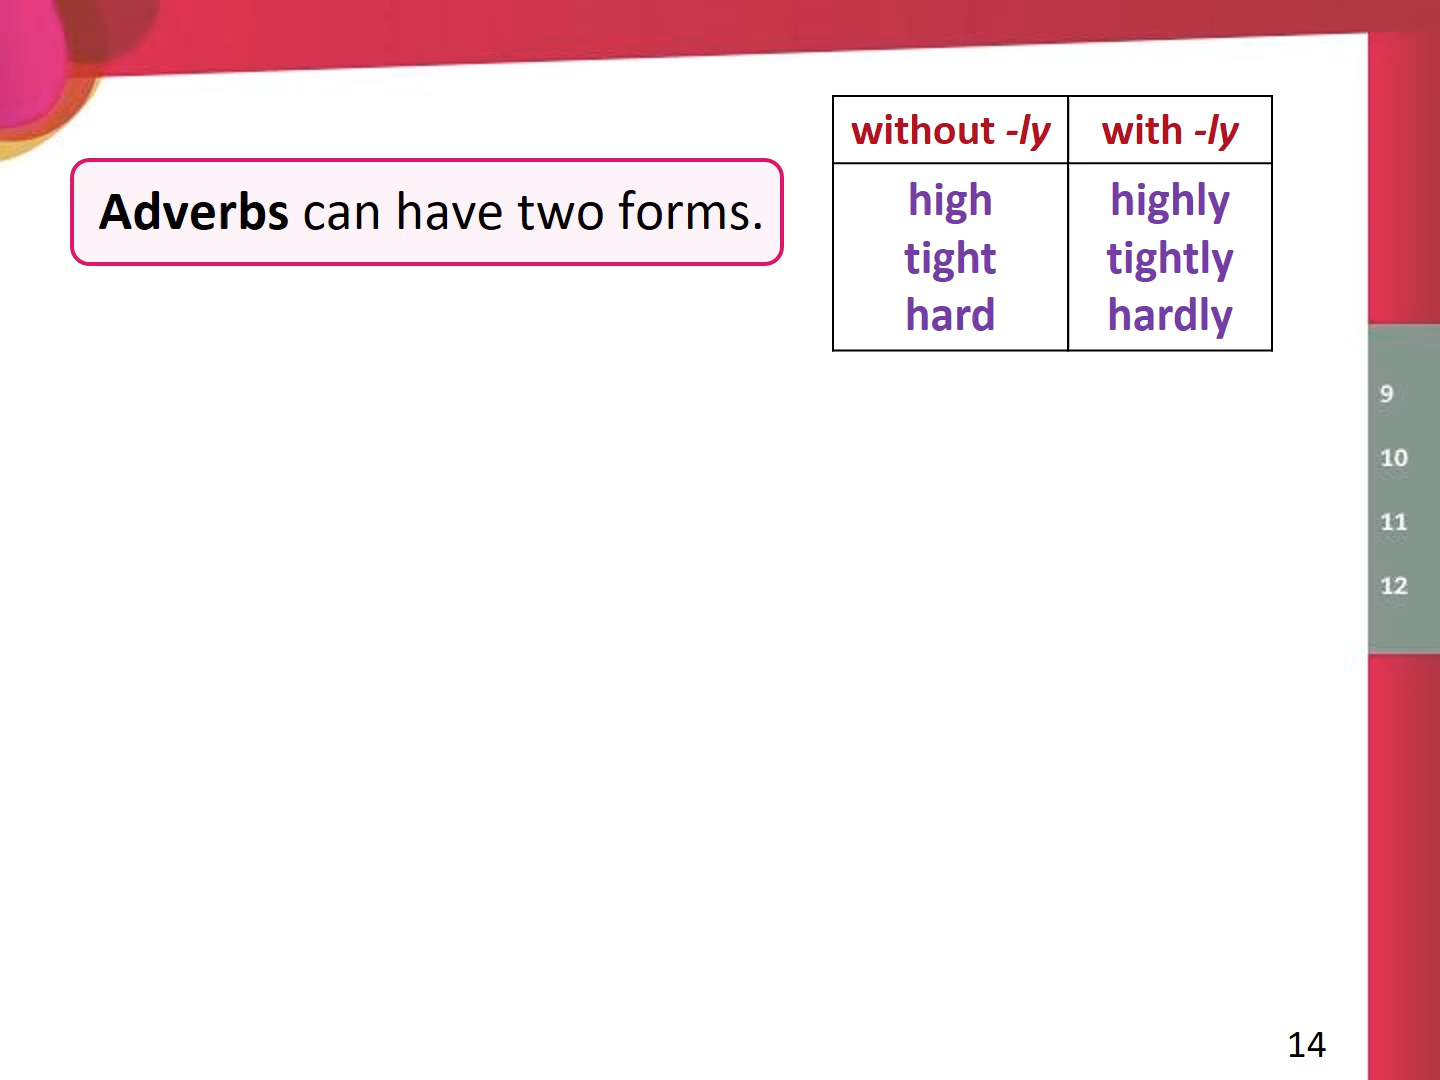 Adverbs can have two forms.
without -ly with -ly
high highly
tight tightly
hard hardly
9
10
11
12
14